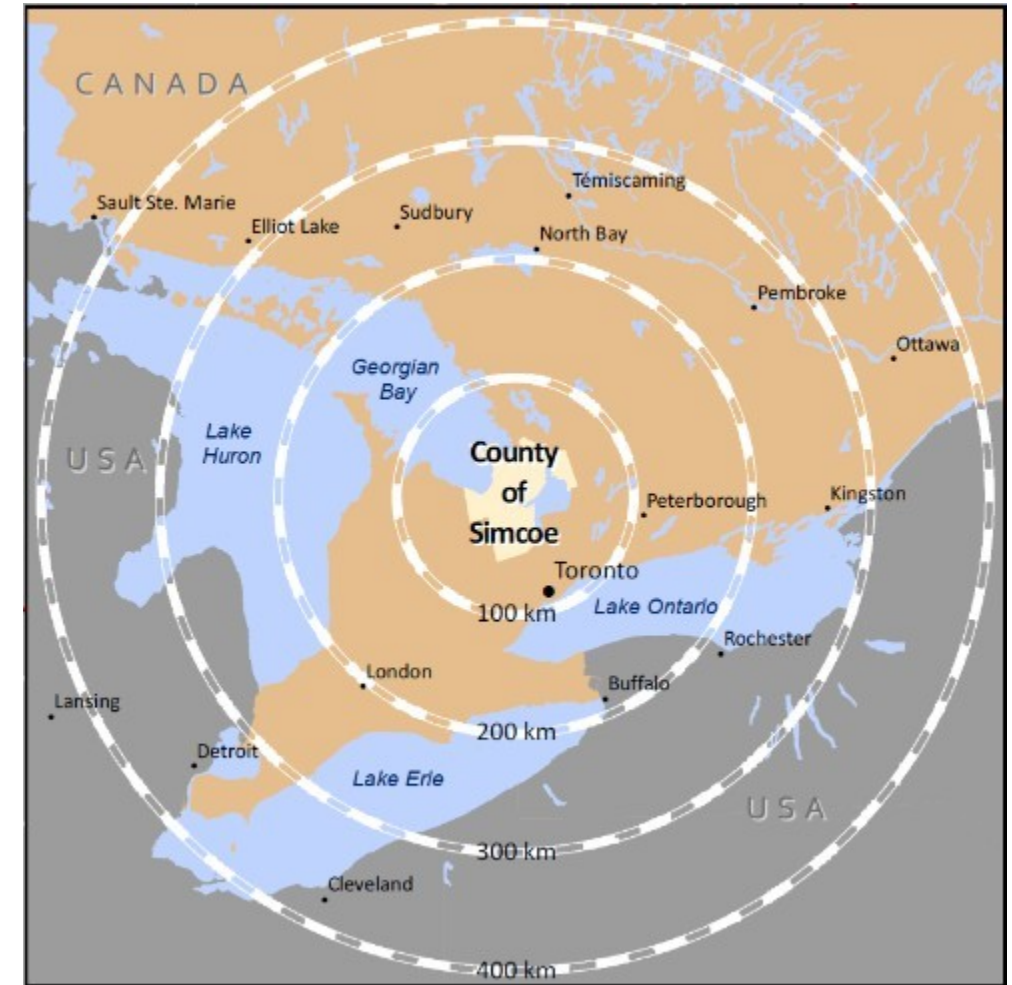 CANADA
Témiscaming
Sault Ste. Marie
Sudbury
Elliot Lake
North Bay
Pembroke
Ottawa
Georgian
Bay
Lake
Huron
USA
County
of
Simcoe
Peterborough
Kingston
Toronto
100 km
Lake Ontario
Rochester
London
Buffalo
Lansing
200 km
Detroit
Lake Erie
USA
300 km
Cleveland
400 km